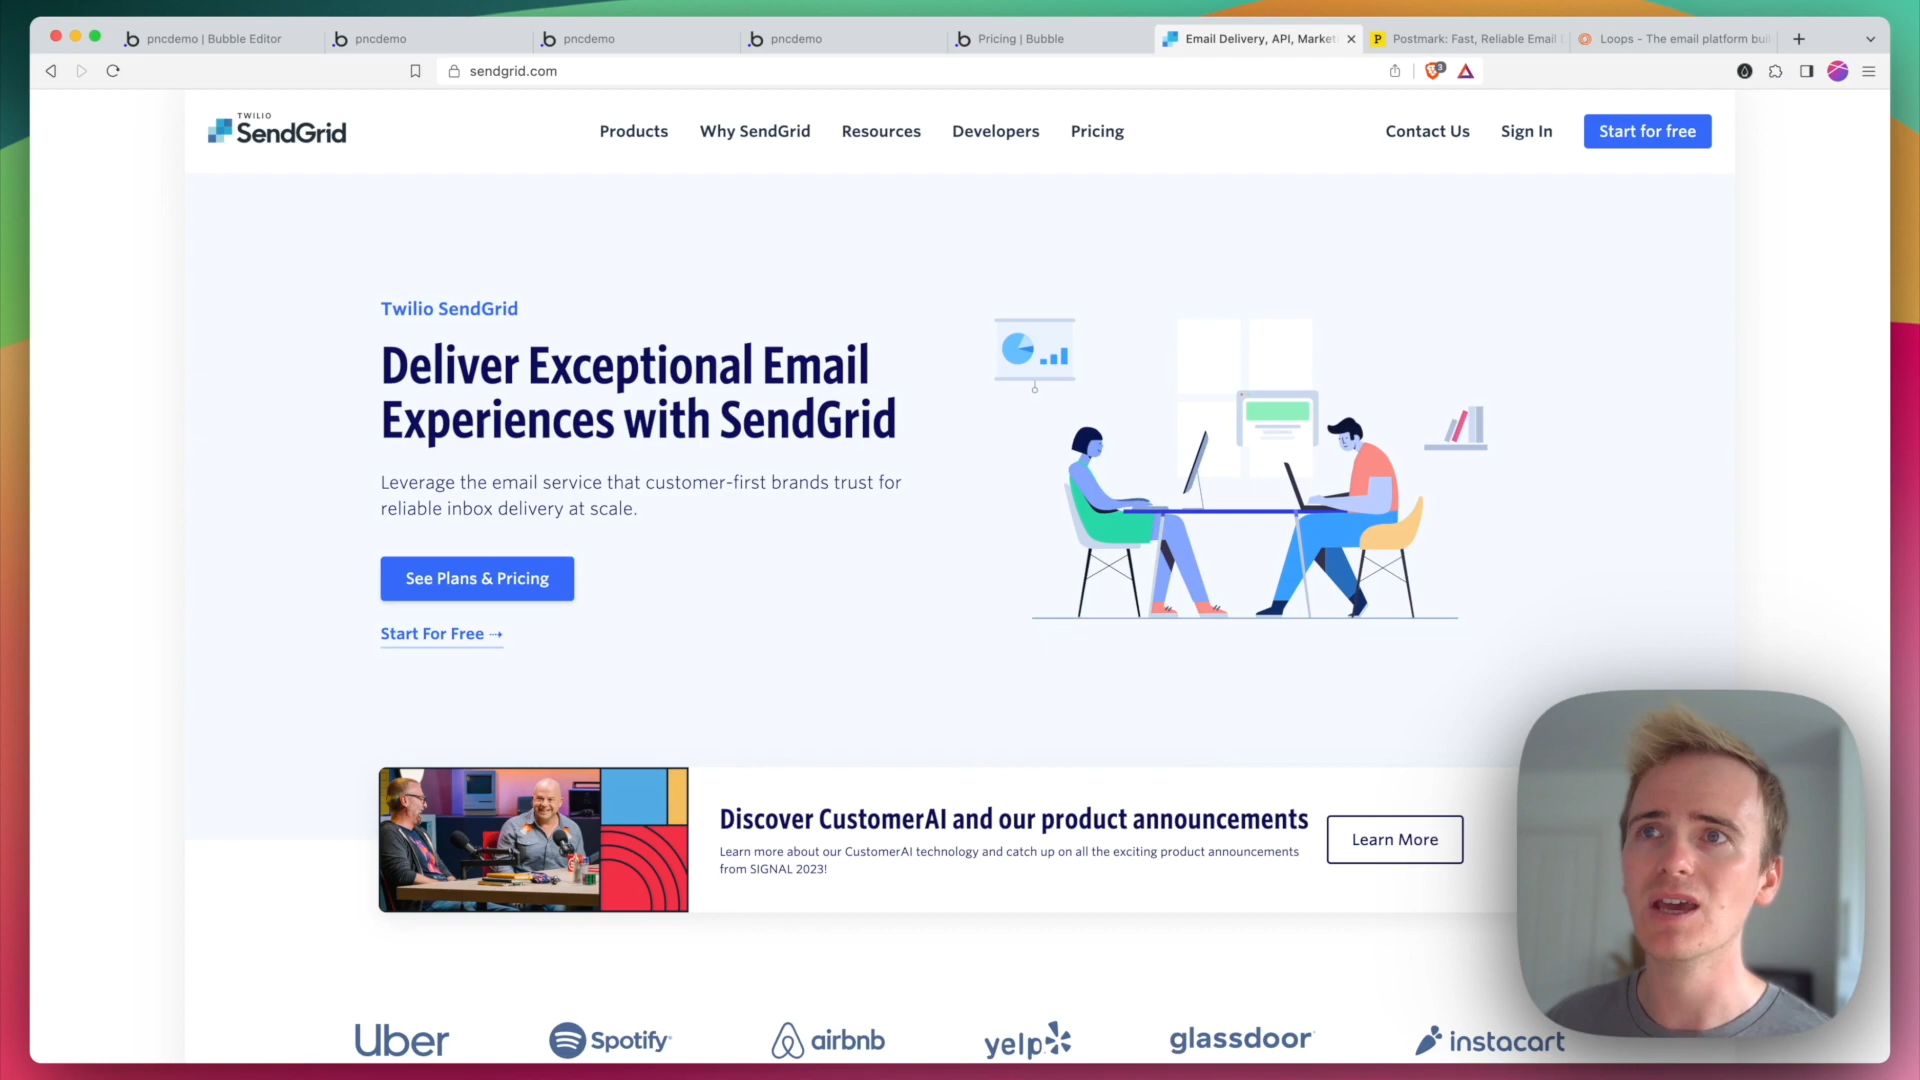 pncdemo | Bubble Editor
pncdemo
pncdemo
pncdemo
Pricing | Bubble
Email Delivery, API, Market
Postmark: Fast, Reliable Email
Loops - The email platform bui
sendgrid.com
3
TWILIO
SendGrid
Products
Why SendGrid
Resources
Developers
Pricing
Contact Us
Sign In
Start for free
Twilio SendGrid
Deliver Exceptional Email
Experiences with SendGrid
Leverage the email service that customer-first brands trust for
reliable inbox delivery at scale.
See Plans & Pricing
Start For Free
Discover CustomerAI and our product announcements
Learn more about our CustomerAI technology and catch up on all the exciting product announcements
from SIGNAL 2023!
Learn More
Uber
Spotify
airbnb
yelp
glassdoor
instacart